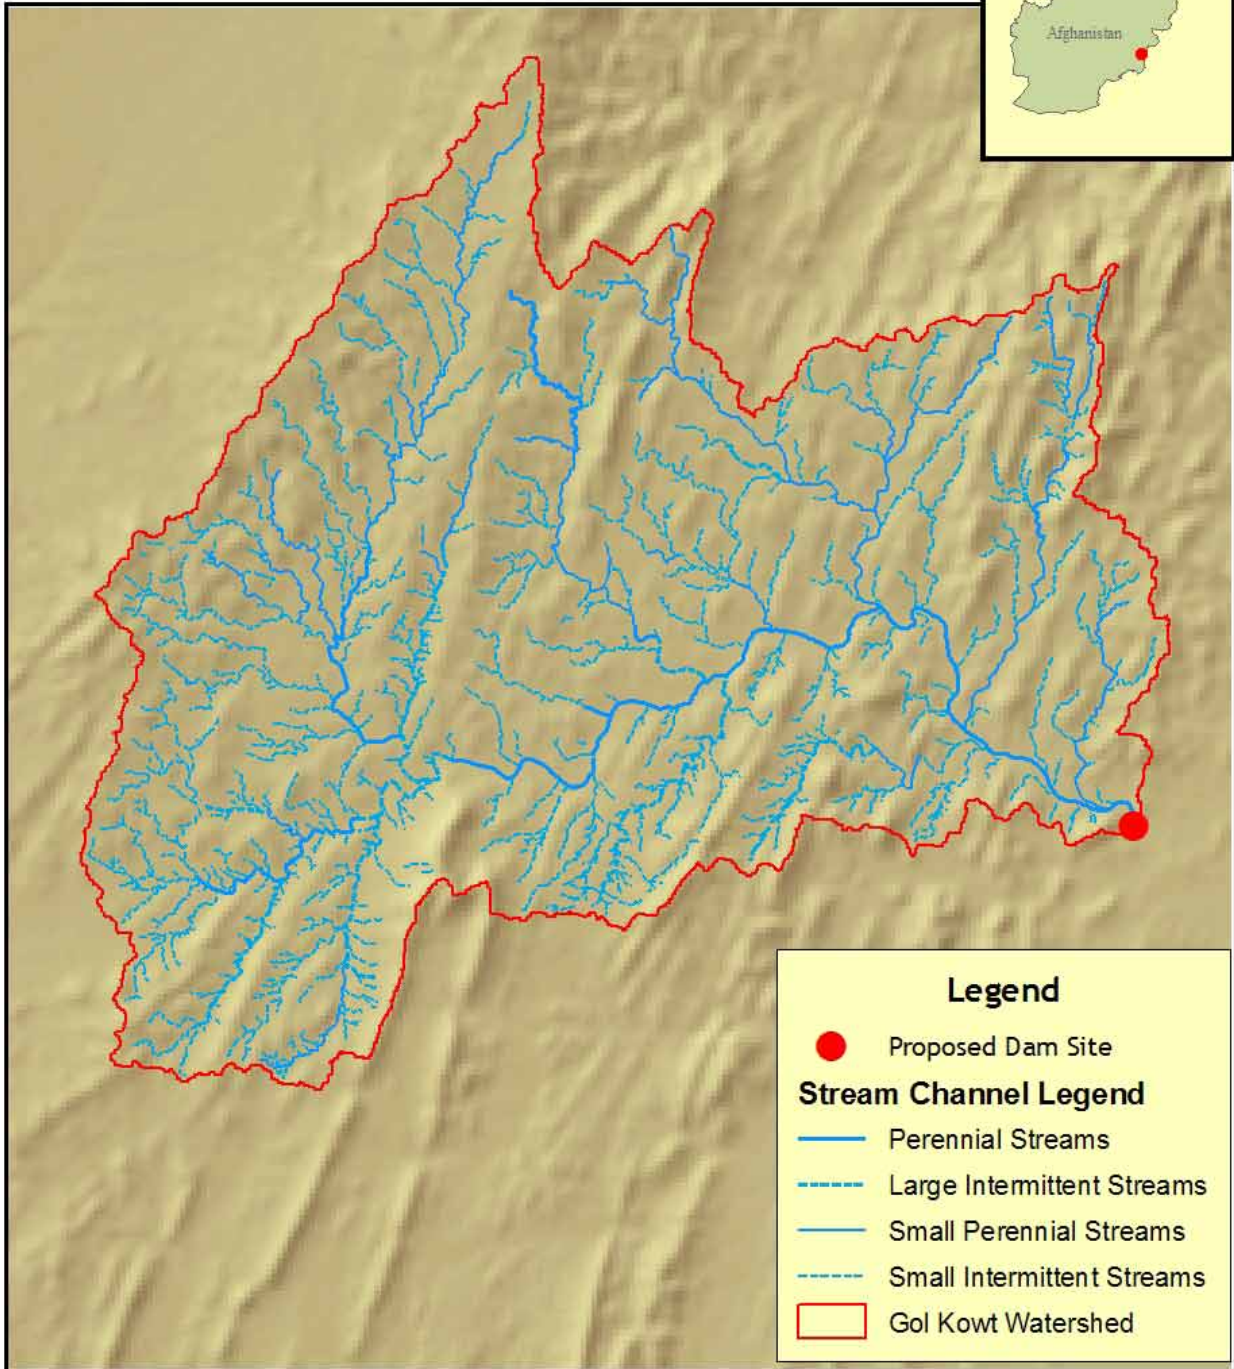 Afghanistan
Legend
Proposed Dam Site
Stream Channel Legend
Perennial Streams
Large Intermittent Streams
Small Perennial Streams
Small Intermittent Streams
Gol Kowt Watershed